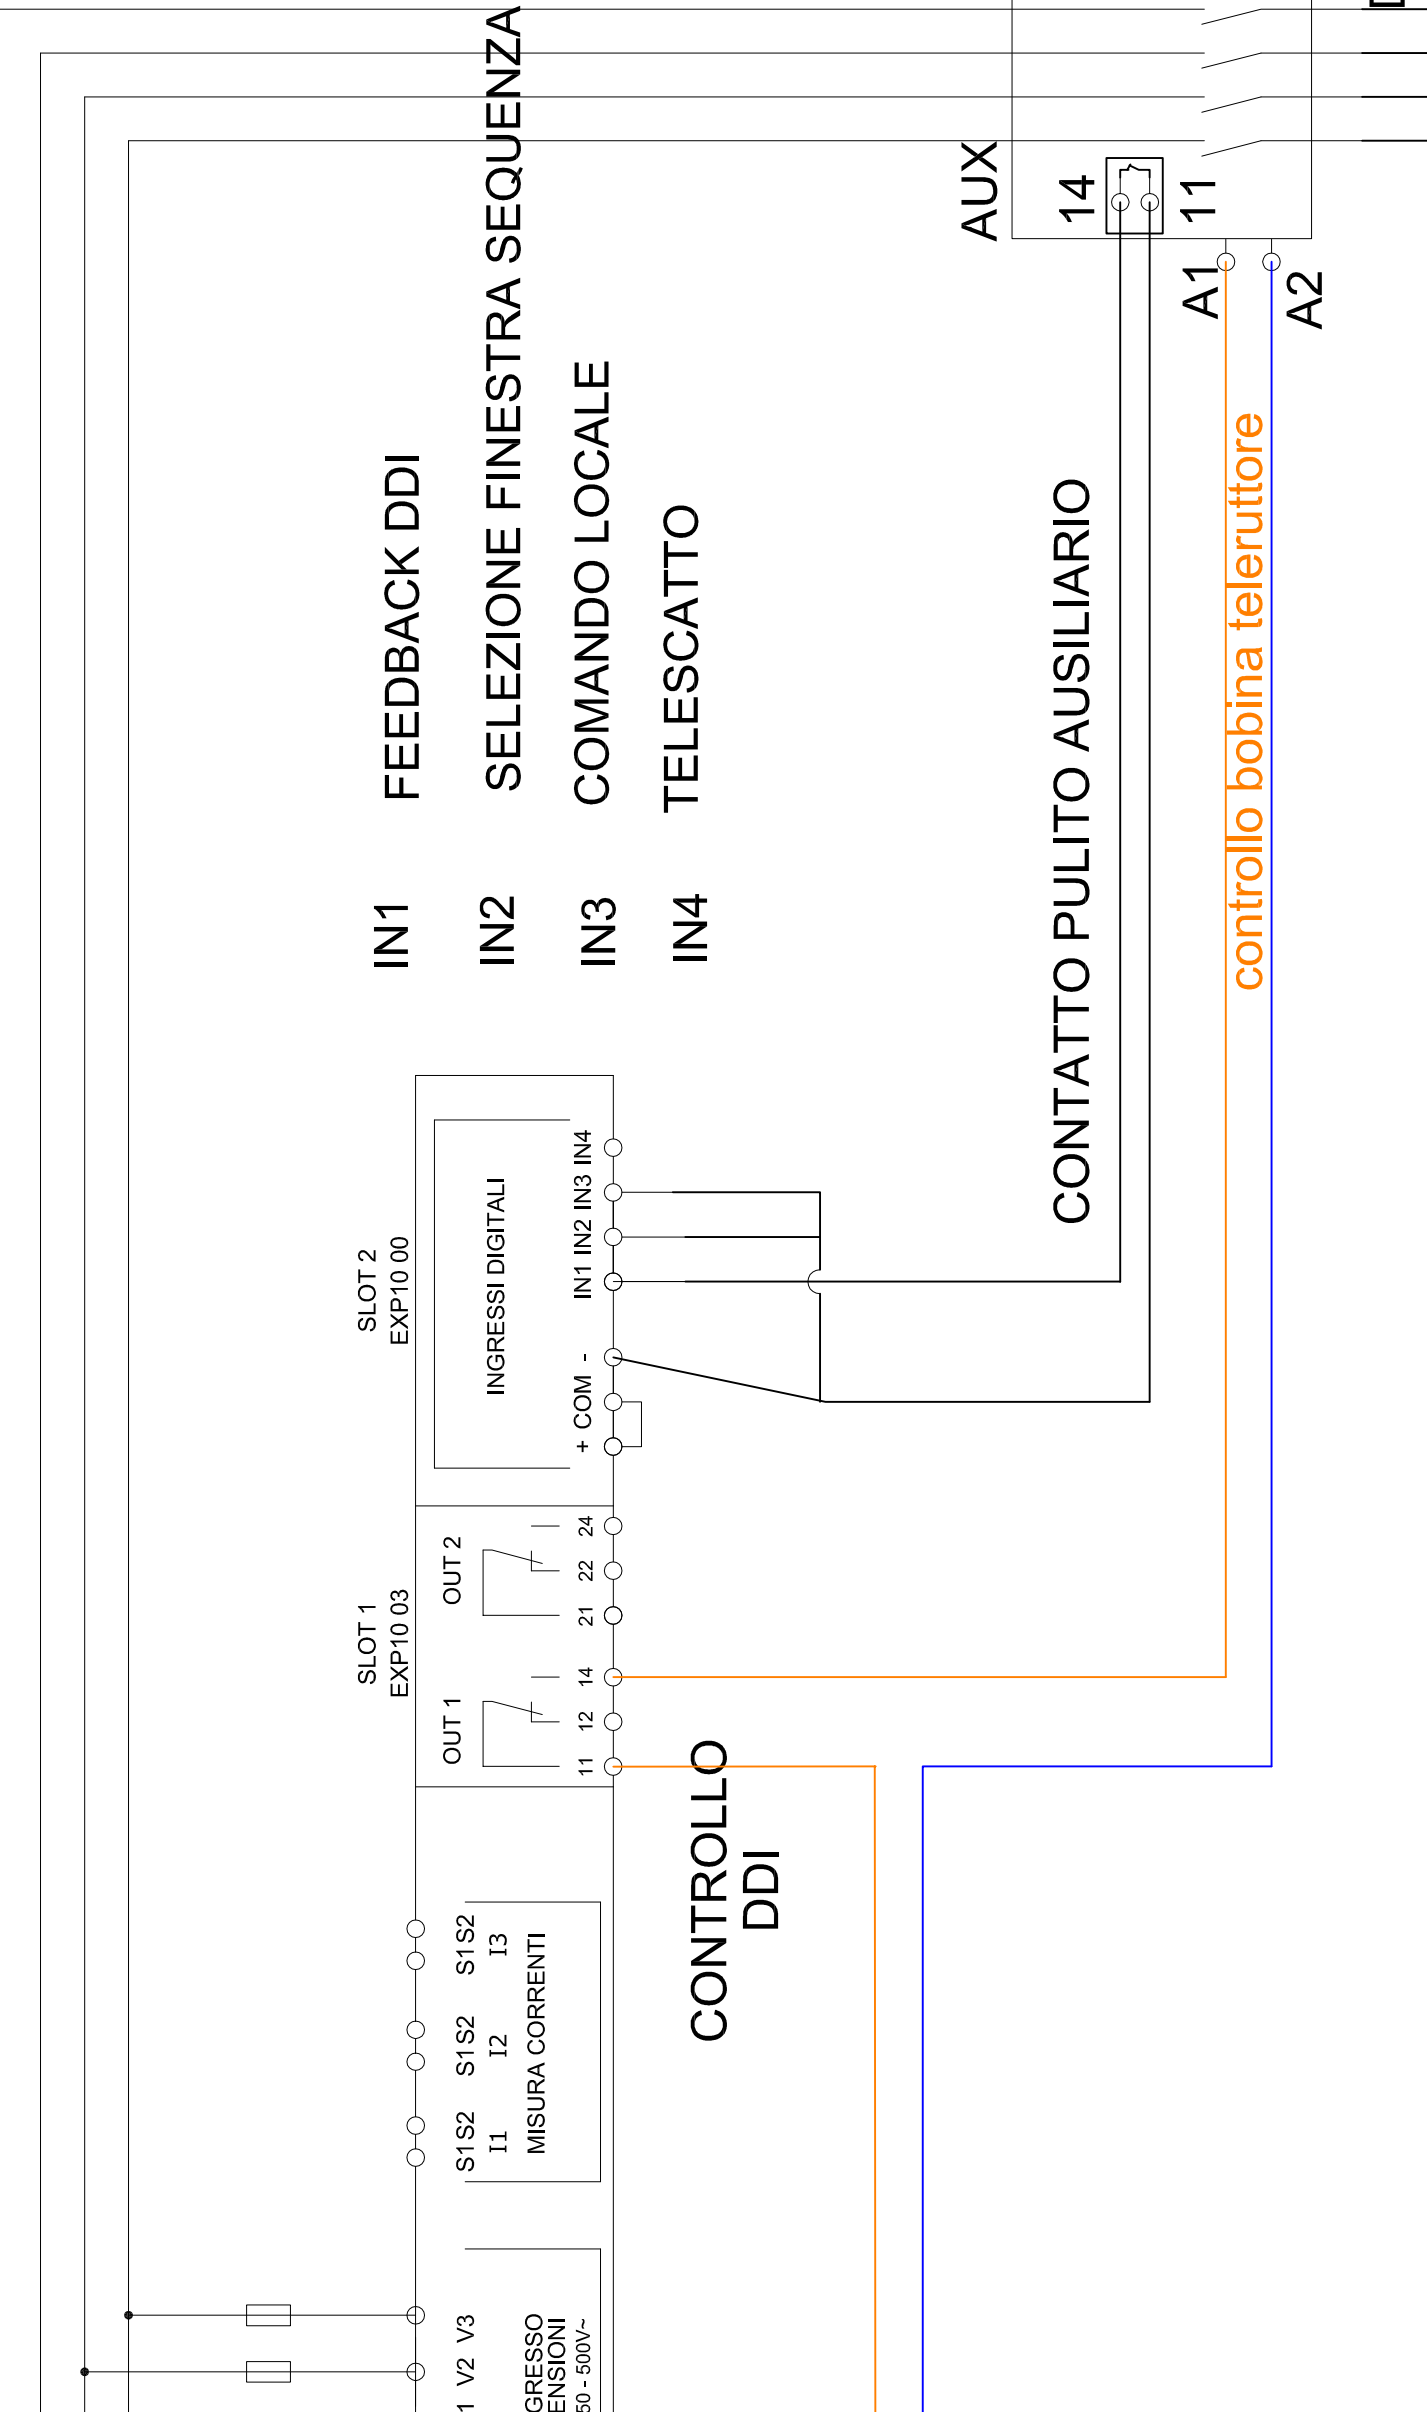 IN1 FEEDBACK DDI
IN2 SELEZIONE FINESTRA SEQUENZA
IN3 COMANDO LOCALE
IN4 TELESCATTO
AUX
14
11
A1
A2
CONTATTO PULITO AUSILIARIO
controllo bobina teleruttore
SLOT 2
EXP10 00
INGRESSI DIGITALI
+ COM - IN1 IN2 IN3 IN4
SLOT 1
EXP10 03
OUT 1
OUT 2
11 12 14 21 22 24
CONTROLLO
DDI
S1 S2 S1 S2 S1 S2
I1 I2 I3
MISURA CORRENTI
1 V2 V3
GRESSO
ENSIONI
50 - 500V~